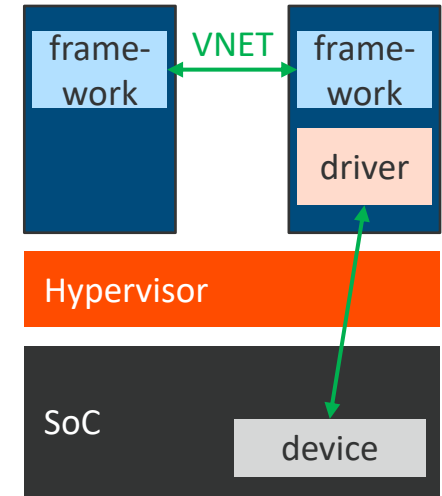 frame-
work
VNET
frame-
work
driver
Hypervisor
SoC
device